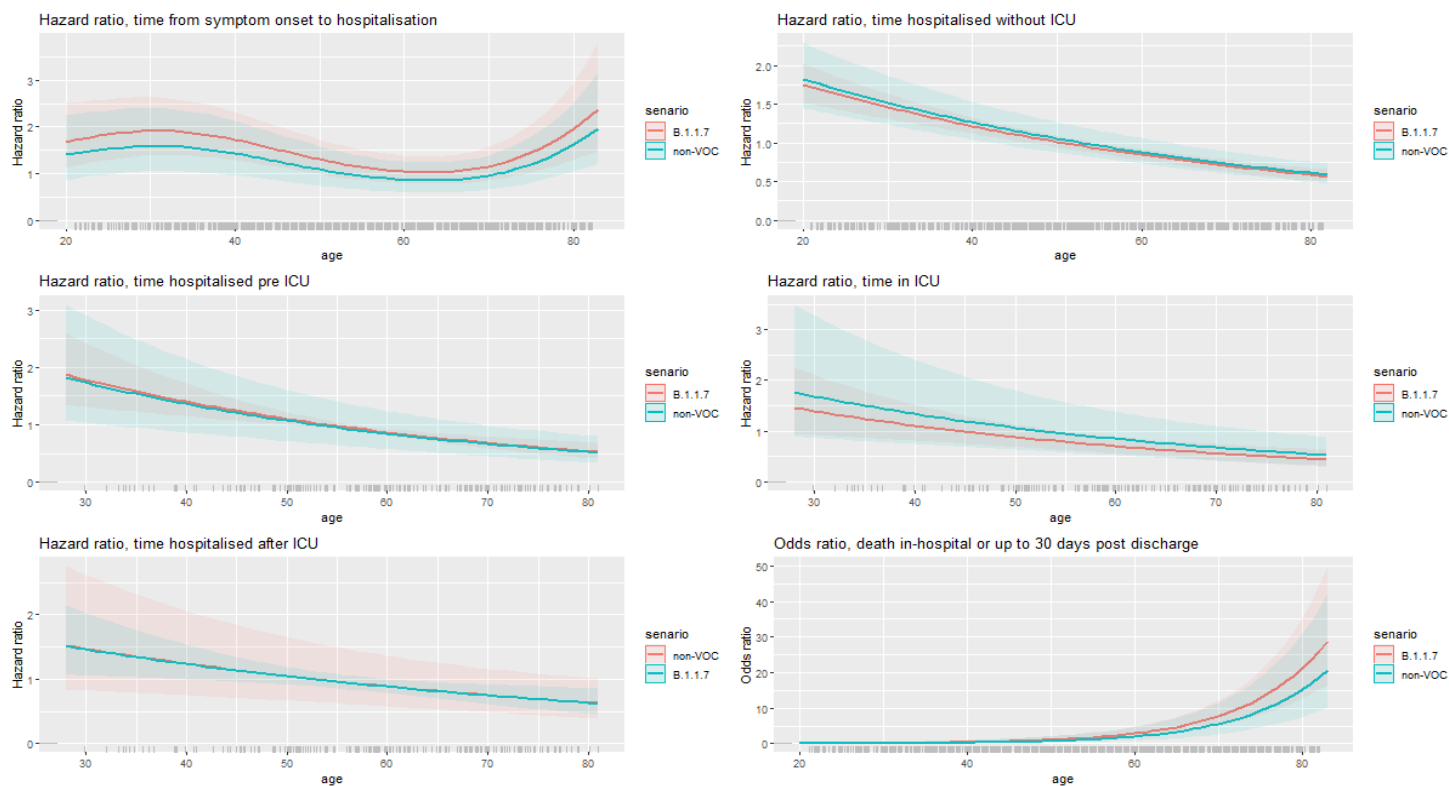 Hazard ratio, time from symptom onset to hospitalisation
Hazard ratio
3
2
1
0
20
40
60
80
age
senario
B.1.1.7
non-VOC
Hazard ratio, time hospitalised without ICU
Hazard ratio
2.0
1.5
1.0
0.5
0.0
20
40
60
80
age
senario
B.1.1.7
non-VOC
Hazard ratio, time hospitalised pre ICU
Hazard ratio
3
2
1
0
30
40
50
60
70
80
age
senario
B.1.1.7
non-VOC
Hazard ratio, time in ICU
Hazard ratio
3
2
1
0
30
40
50
60
70
80
age
senario
B.1.1.7
non-VOC
Hazard ratio, time hospitalised after ICU
Hazard ratio
2
1
0
30
40
50
60
70
80
age
senario
non-VOC
B.1.1.7
Odds ratio, death in-hospital or up to 30 days post discharge
Odds ratio
50
40
30
20
10
0
20
40
60
80
age
senario
B.1.1.7
non-VOC